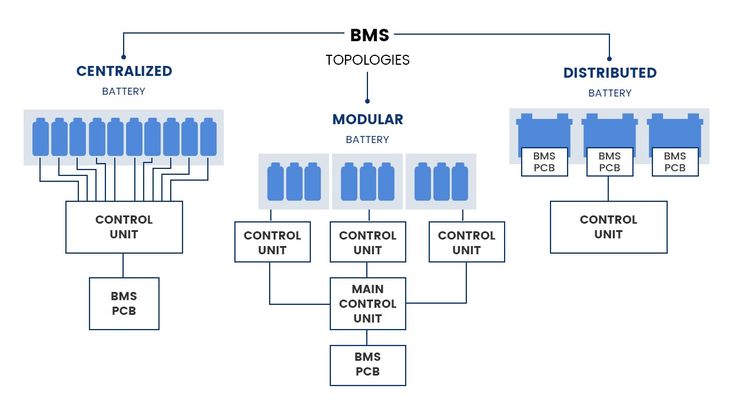 BMS
TOPOLOGIES
CENTRALIZED
BATTERY
CONTROL
UNIT
BMS
PCB
MODULAR
BATTERY
CONTROL
UNIT
CONTROL
UNIT
CONTROL
UNIT
MAIN
CONTROL
UNIT
BMS
PCB
DISTRIBUTED
BATTERY
BMS
PCB
BMS
PCB
BMS
PCB
CONTROL
UNIT